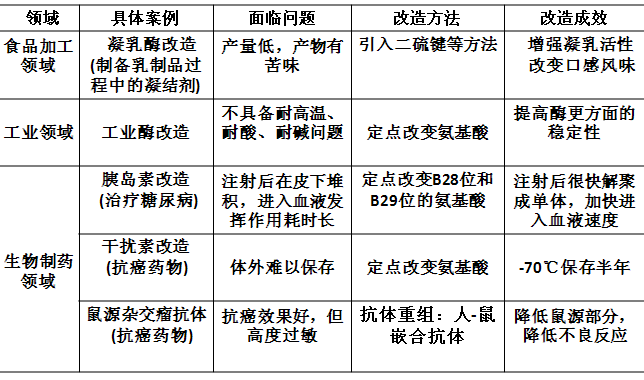 领域 具体案例 面临问题 改造方法 改造成效
食品加工领域 凝乳酶改造(制备乳制品过程中的凝结剂) 产量低，产物有苦味 引入二硫键等方法 增强凝乳活性改变口感风味
工业领域 工业酶改造 不具备耐高温、耐酸、耐碱问题 定点改变氨基酸 提高酶更方面的稳定性
生物制药领域 胰岛素改造(治疗糖尿病) 注射后在皮下堆积，进入血液发挥作用耗时长 定点改变B28位和B29位的氨基酸 注射后很快解聚成单体，加快进入血液速度
干扰素改造(抗癌药物) 体外难以保存 定点改变氨基酸 -70℃保存半年
鼠源杂交瘤抗体(抗癌药物) 抗癌效果好，但高度过敏 抗体重组：人-鼠嵌合抗体 降低鼠源部分，降低不良反应